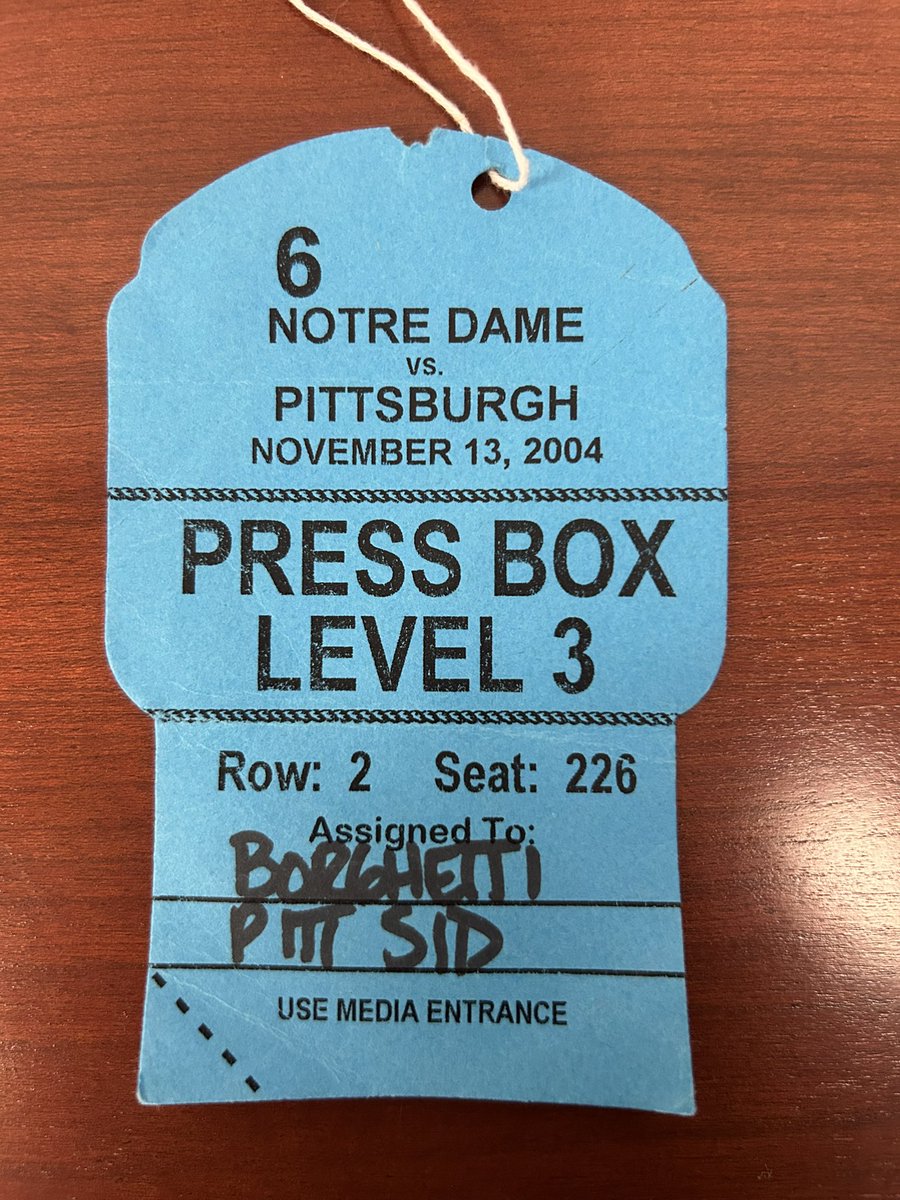 6
NOTRE DAME
VS.
PITTSBURGH
NOVEMBER 13, 2004
PRESS BOX
LEVEL 3
Row: 2 Seat: 226
Assigned To:
BORGHETTI
PITT SID
USE MEDIA ENTRANCE